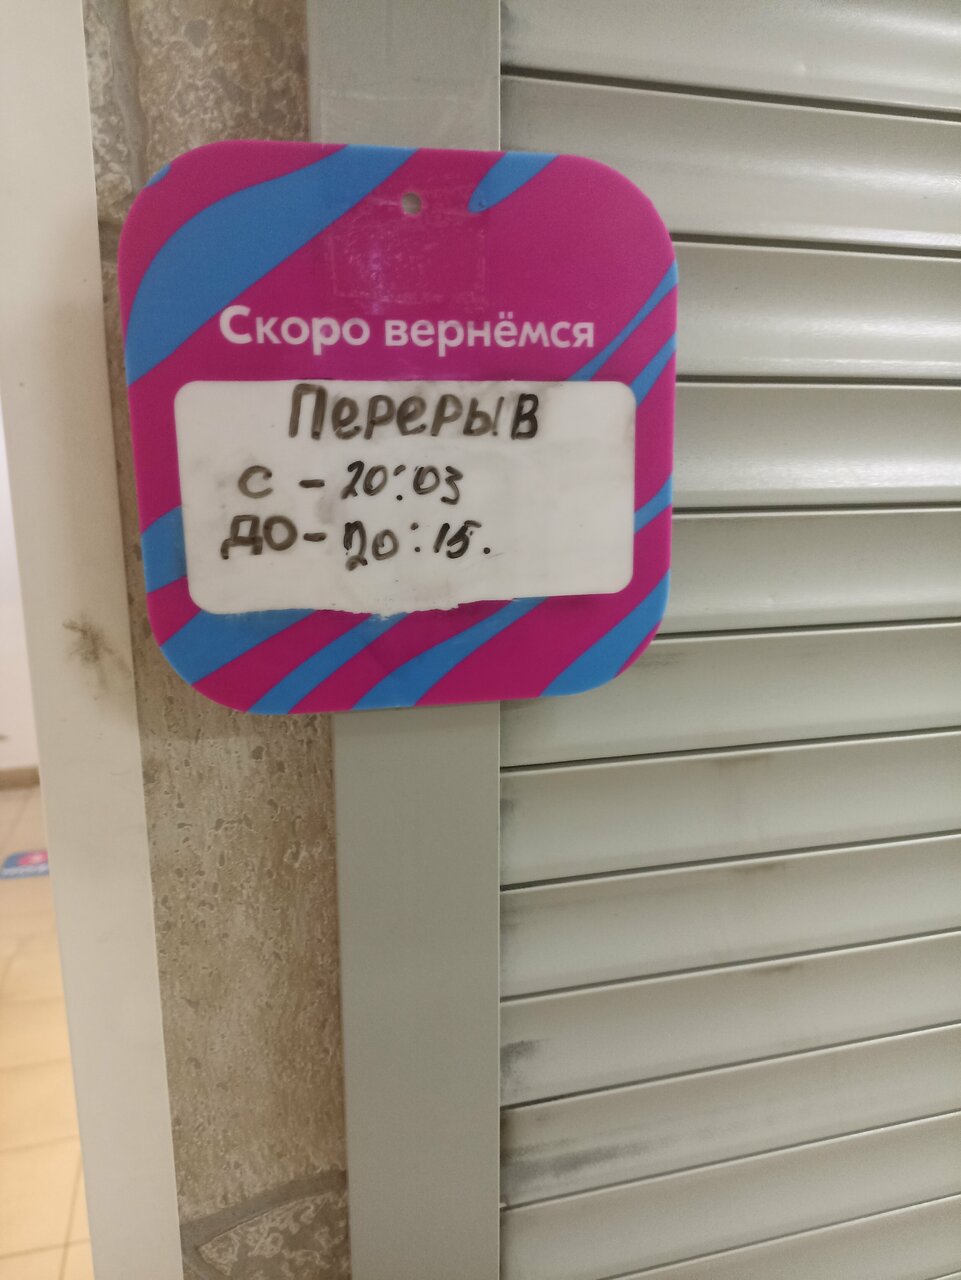 Скоро вернёмся
Перерыв
с - 20:03
до - 20:15.